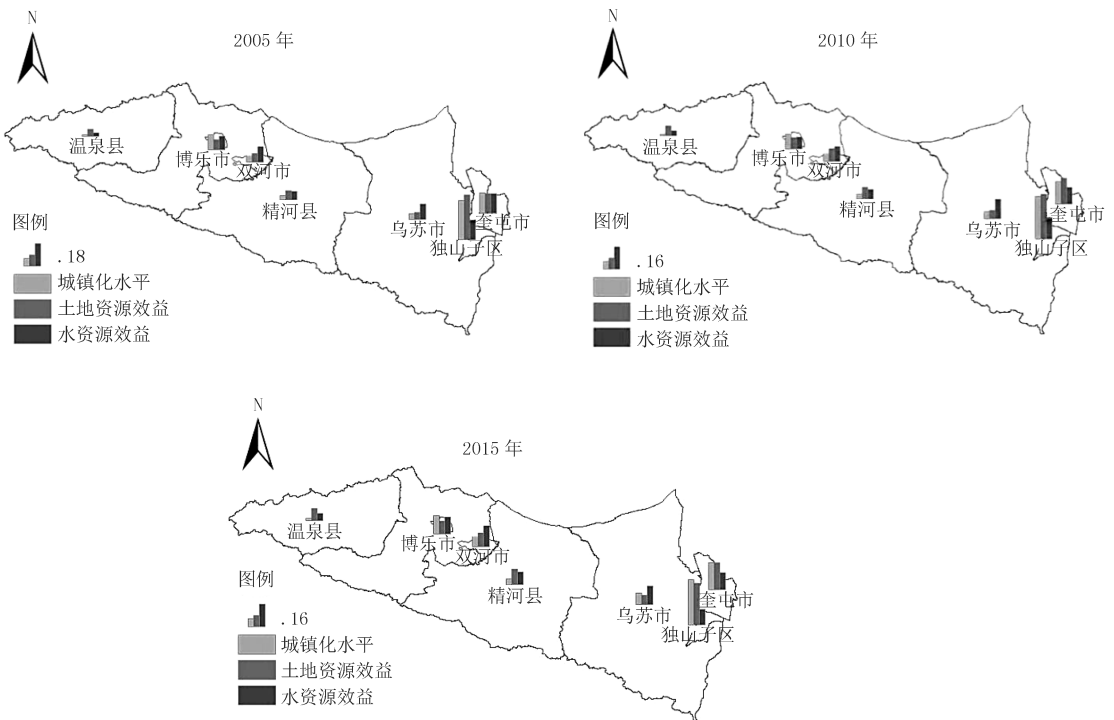 N
2005 年
温泉县
博乐市
双河市
精河县
乌苏市
奎屯市
独山子区
图例
.18
城镇化水平
土地资源效益
水资源效益
N
2010 年
温泉县
博乐市
双河市
精河县
乌苏市
奎屯市
独山子区
图例
.16
城镇化水平
土地资源效益
水资源效益
N
2015 年
温泉县
博乐市
双河市
精河县
乌苏市
奎屯市
独山子区
图例
.16
城镇化水平
土地资源效益
水资源效益